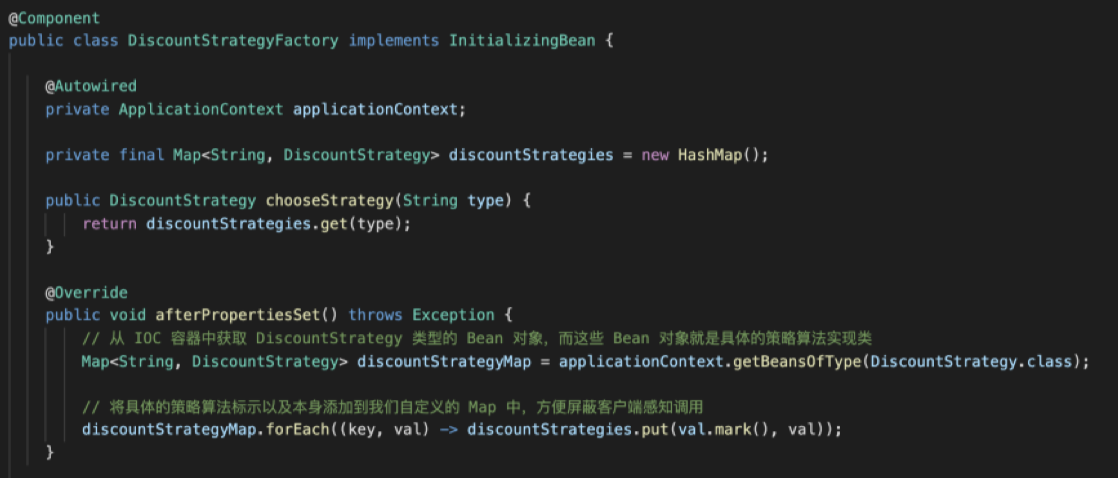 @Component
public class DiscountStrategyFactory implements InitializingBean {
@Autowired
private ApplicationContext applicationContext;
private final Map<String, DiscountStrategy> discountStrategies = new HashMap();
public DiscountStrategy chooseStrategy(String type) {
return discountStrategies.get(type);
}
@Override
public void afterPropertiesSet() throws Exception {
// 从 IOC 容器中获取 DiscountStrategy 类型的 Bean 对象，而这些 Bean 对象就是具体的策略算法实现类
Map<String, DiscountStrategy> discountStrategyMap = applicationContext.getBeansOfType(DiscountStrategy.class);
// 将具体的策略算法标示以及本身添加到我们自定义的 Map 中，方便屏蔽客户端感知调用
discountStrategyMap.forEach((key, val) -> discountStrategies.put(val.mark(), val));
}